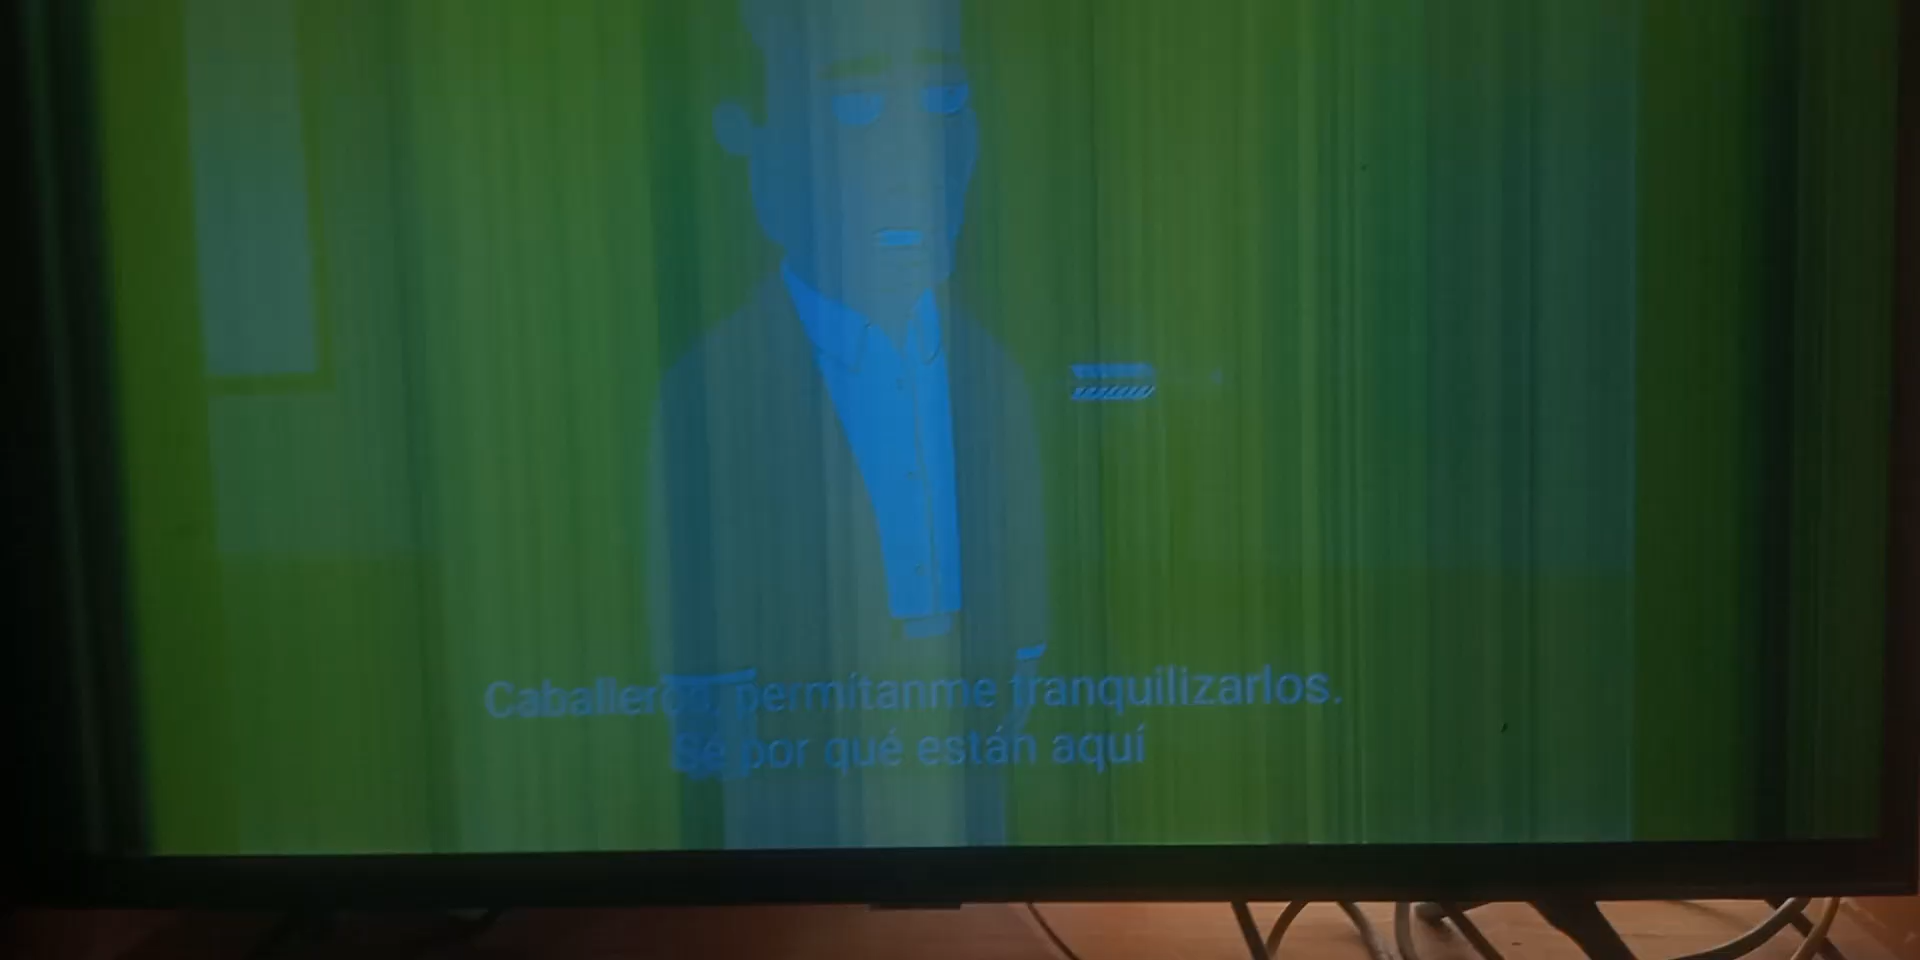 Caballeros, permítanme tranquilizarlos.
Sé por qué están aquí